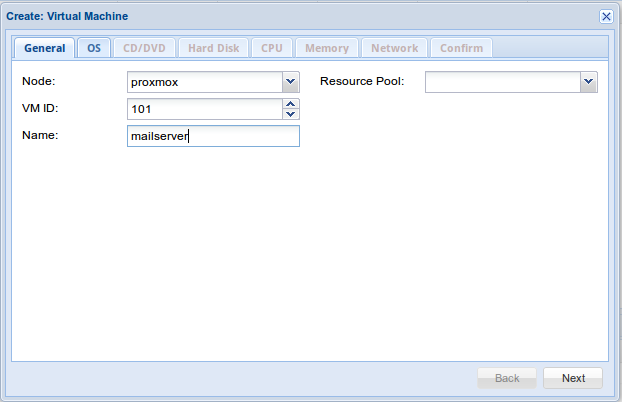 Create: Virtual Machine
General OS CD/DVD Hard Disk CPU Memory Network Confirm
Node: proxmox Resource Pool:
VM ID: 101
Name: mailserver
Back Next